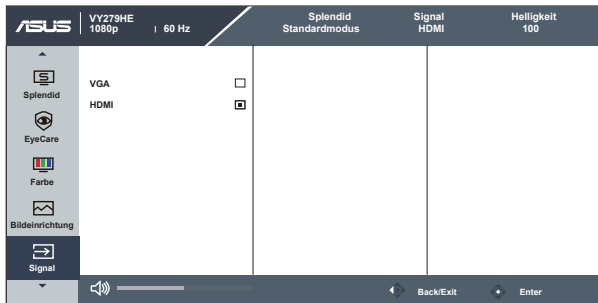 ASUS
VY279HE
1080p | 60 Hz
Splendid
Standardmodus
Signal
HDMI
Helligkeit
100
Splendid
EyeCare
Farbe
Bildeinrichtung
Signal
VGA
HDMI
Back/Exit
Enter